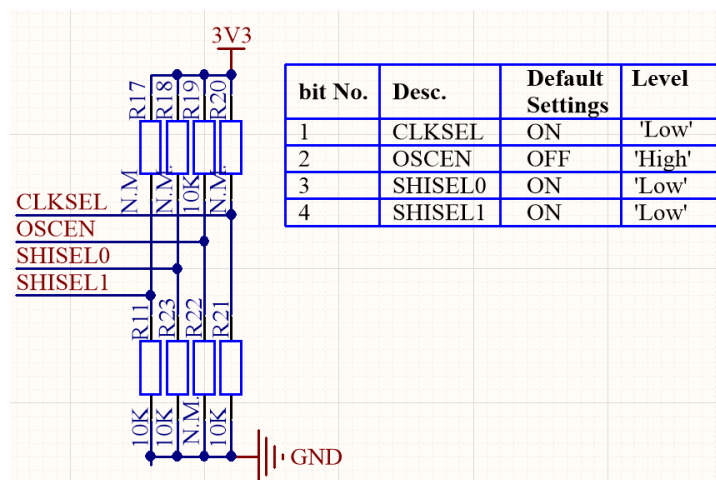 3V3
R17
R18
R19
R20
N.M
N.M.
10K
N.M.
CLKSEL
OSCEN
SHISEL0
SHISEL1
R11
R23
R22
R21
10K
10K
N.M.
10K
GND
bit No. Desc. Default Settings Level
1 CLKSEL ON 'Low'
2 OSCEN OFF 'High'
3 SHISEL0 ON 'Low'
4 SHISEL1 ON 'Low'